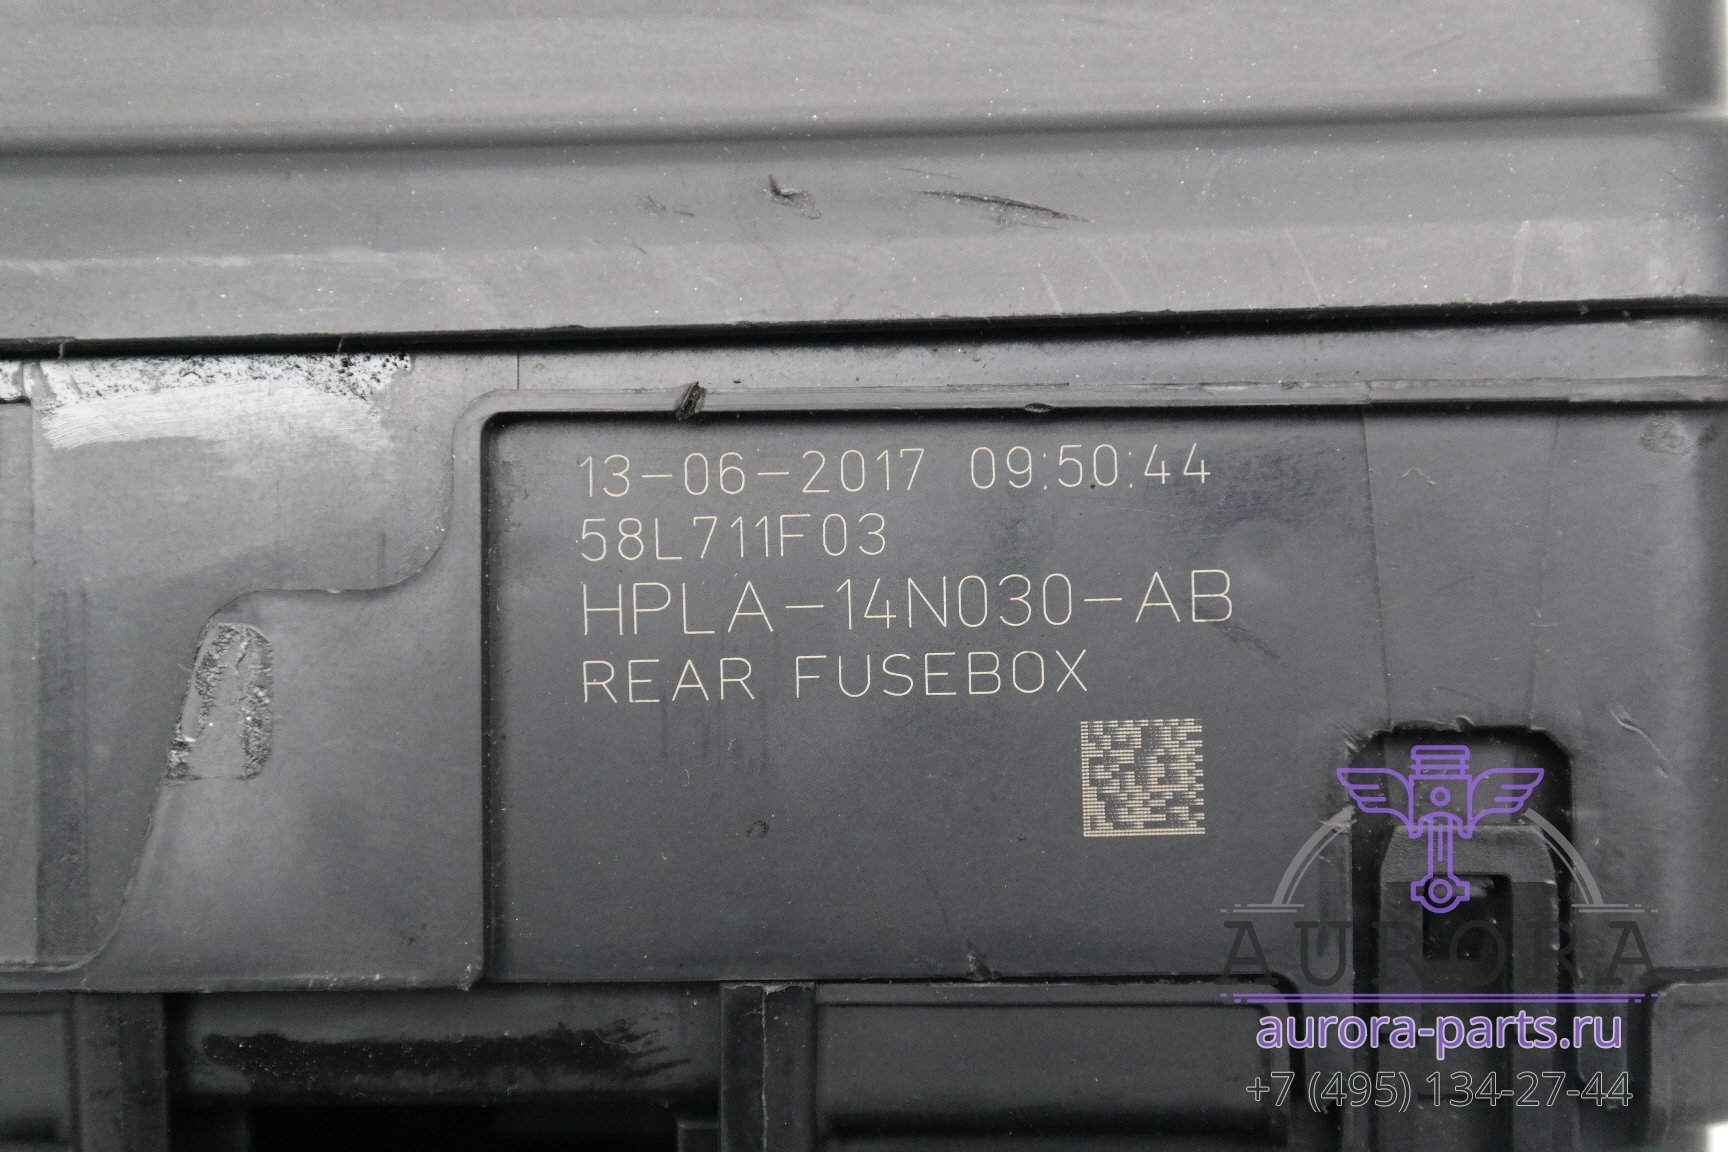 13-06-2017 09:50:44
58L711F03
HPLA-14N030-AB
REAR FUSEBOX
AURORA
aurora-parts.ru
+7 (495) 134-27-44